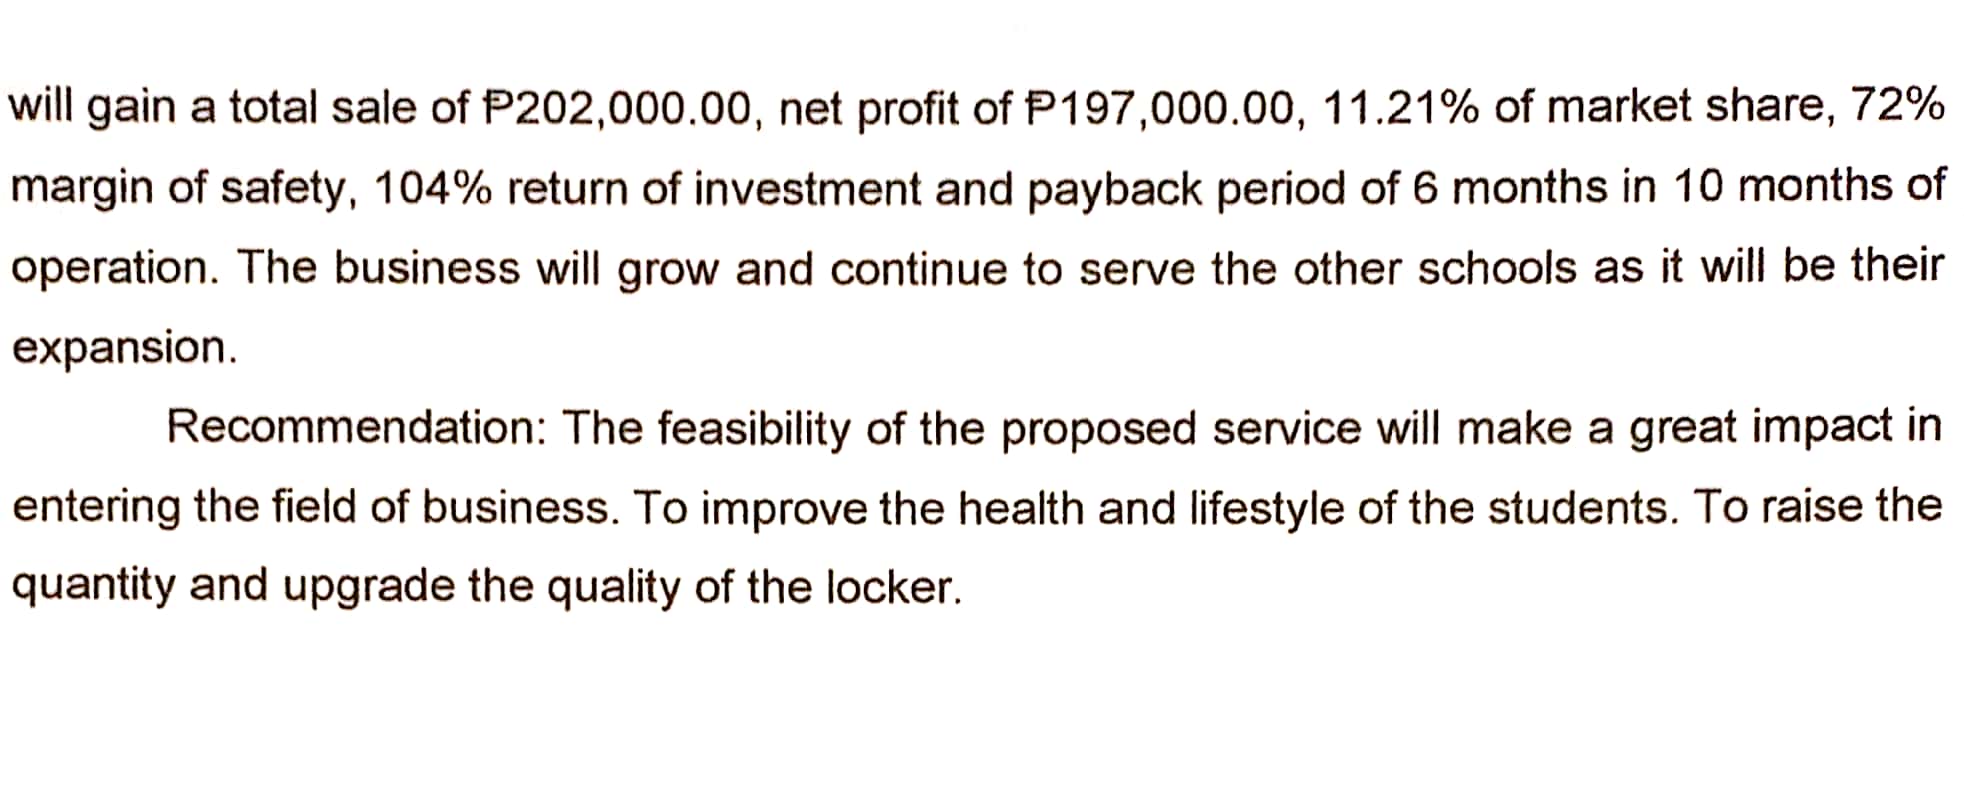 will gain a total sale of ₱202,000.00, net profit of ₱197,000.00, 11.21% of market share, 72%
margin of safety, 104% return of investment and payback period of 6 months in 10 months of
operation. The business will grow and continue to serve the other schools as it will be their
expansion.
Recommendation: The feasibility of the proposed service will make a great impact in
entering the field of business. To improve the health and lifestyle of the students. To raise the
quantity and upgrade the quality of the locker.